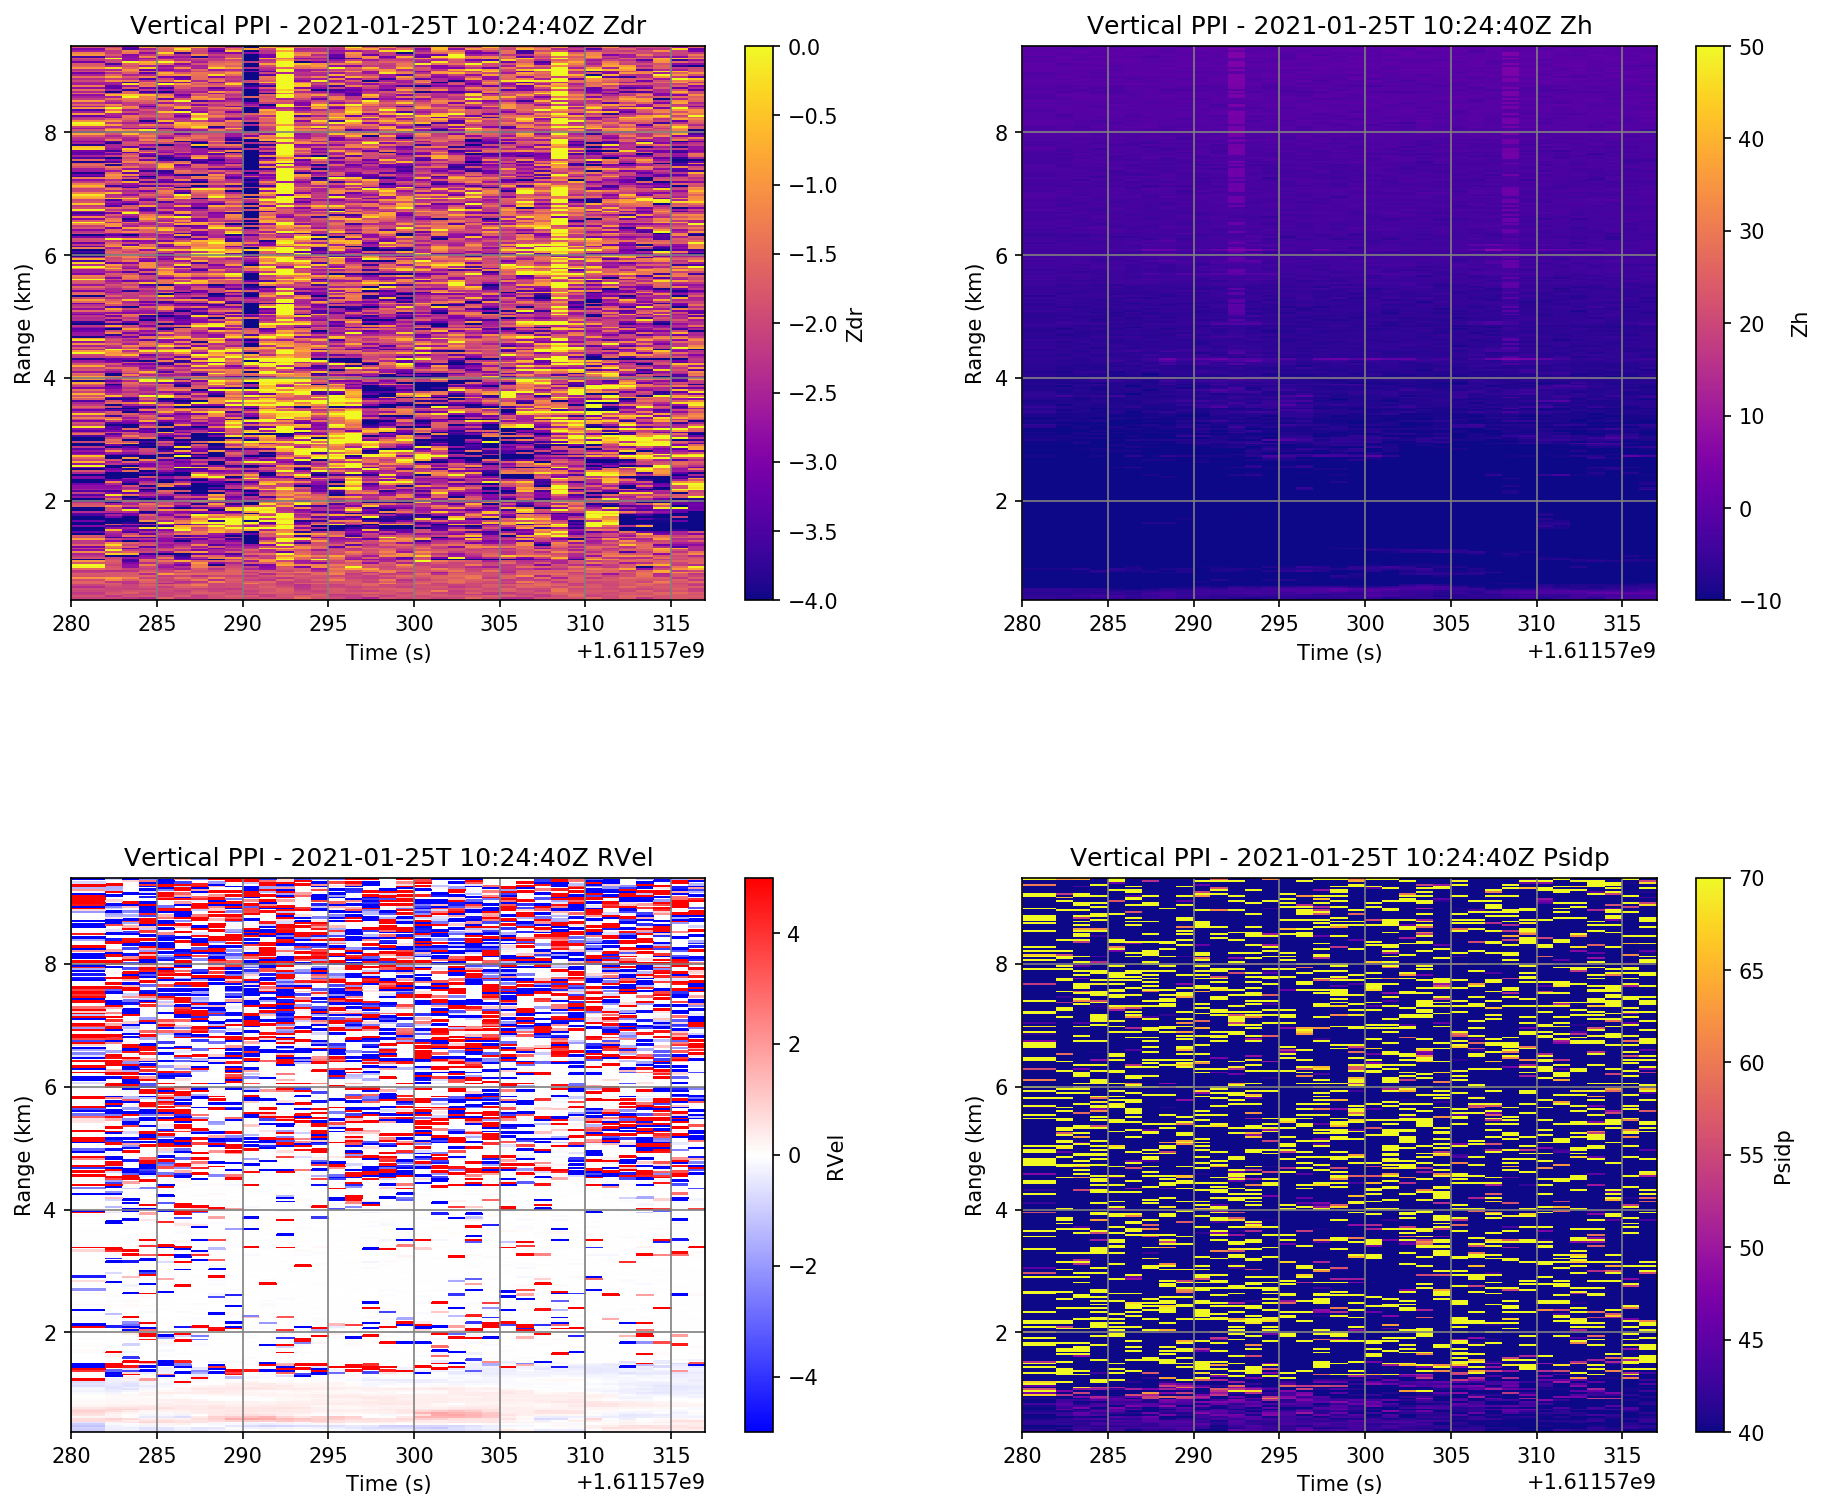 Vertical PPI - 2021-01-25T 10:24:40Z Zdr
Range (km)
8
6
4
2
280 285 290 295 300 305 310 315
Time (s)
+1.61157e9
0.0
−0.5
−1.0
−1.5
−2.0
−2.5
−3.0
−3.5
−4.0
Zdr
Vertical PPI - 2021-01-25T 10:24:40Z Zh
Range (km)
8
6
4
2
280 285 290 295 300 305 310 315
Time (s)
+1.61157e9
50
40
30
20
10
0
−10
Zh
Vertical PPI - 2021-01-25T 10:24:40Z RVel
Range (km)
8
6
4
2
280 285 290 295 300 305 310 315
Time (s)
+1.61157e9
4
2
0
−2
−4
RVel
Vertical PPI - 2021-01-25T 10:24:40Z Psidp
Range (km)
8
6
4
2
280 285 290 295 300 305 310 315
Time (s)
+1.61157e9
70
65
60
55
50
45
40
Psidp